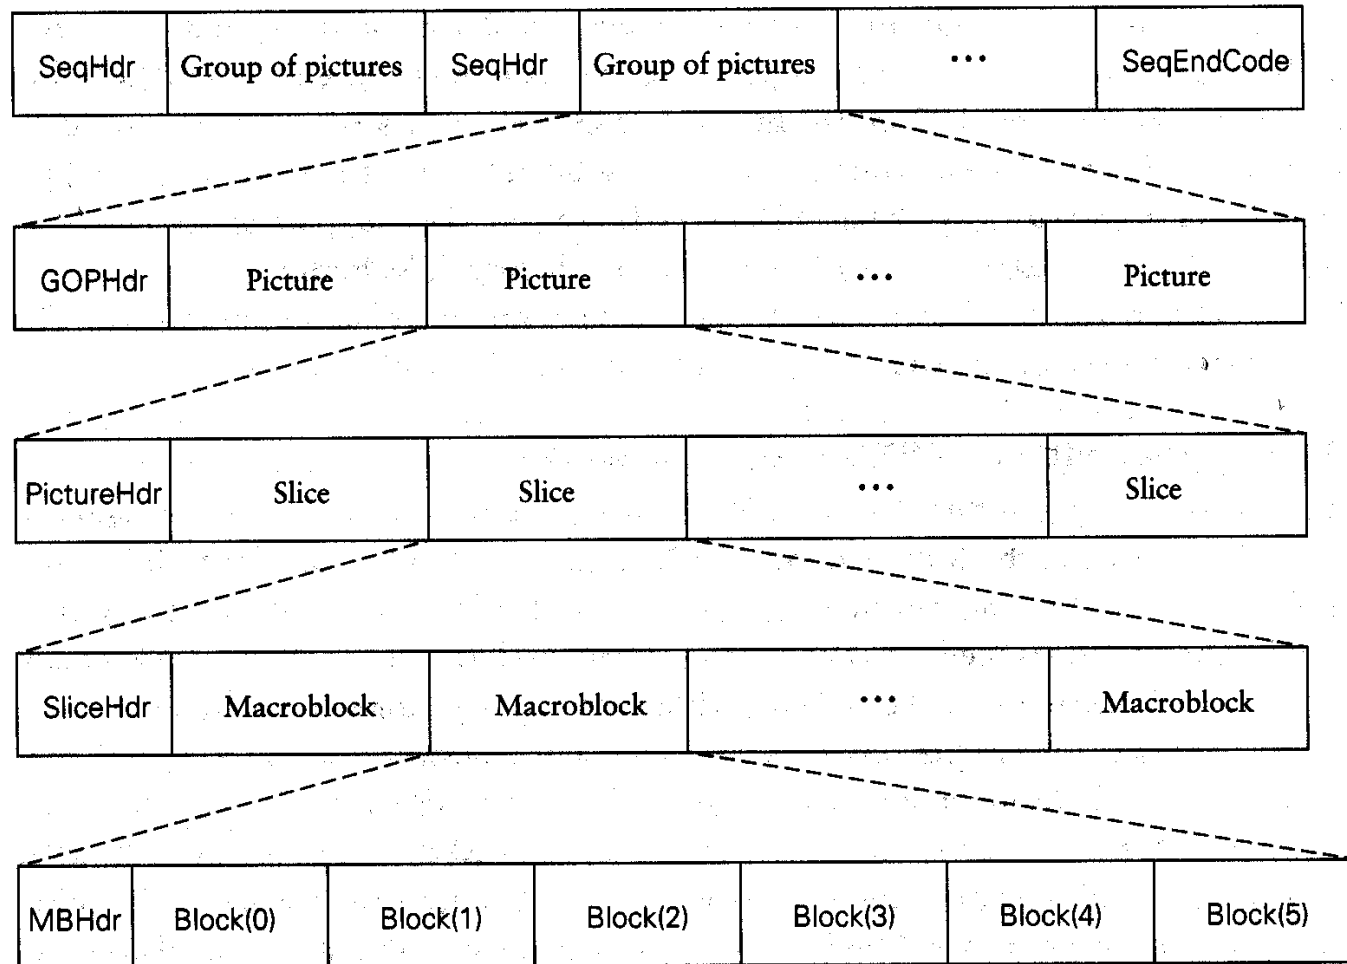 SeqHdr Group of pictures SeqHdr Group of pictures ... SeqEndCode
GOPHdr Picture Picture ... Picture
PictureHdr Slice Slice ... Slice
SliceHdr Macroblock Macroblock ... Macroblock
MBHdr Block(0) Block(1) Block(2) Block(3) Block(4) Block(5)